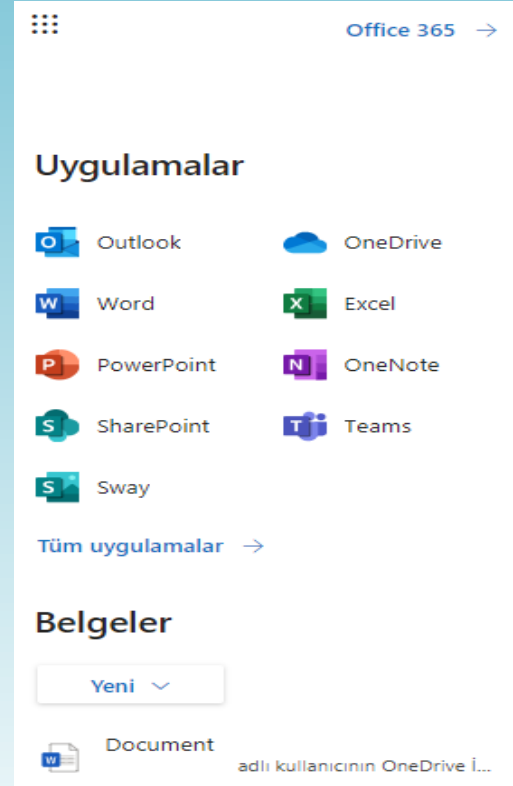 Office 365 →
Uygulamalar
Outlook
OneDrive
Word
Excel
PowerPoint
OneNote
SharePoint
Teams
Sway
Tüm uygulamalar →
Belgeler
Yeni
Document
adlı kullanıcının OneDrive İ...